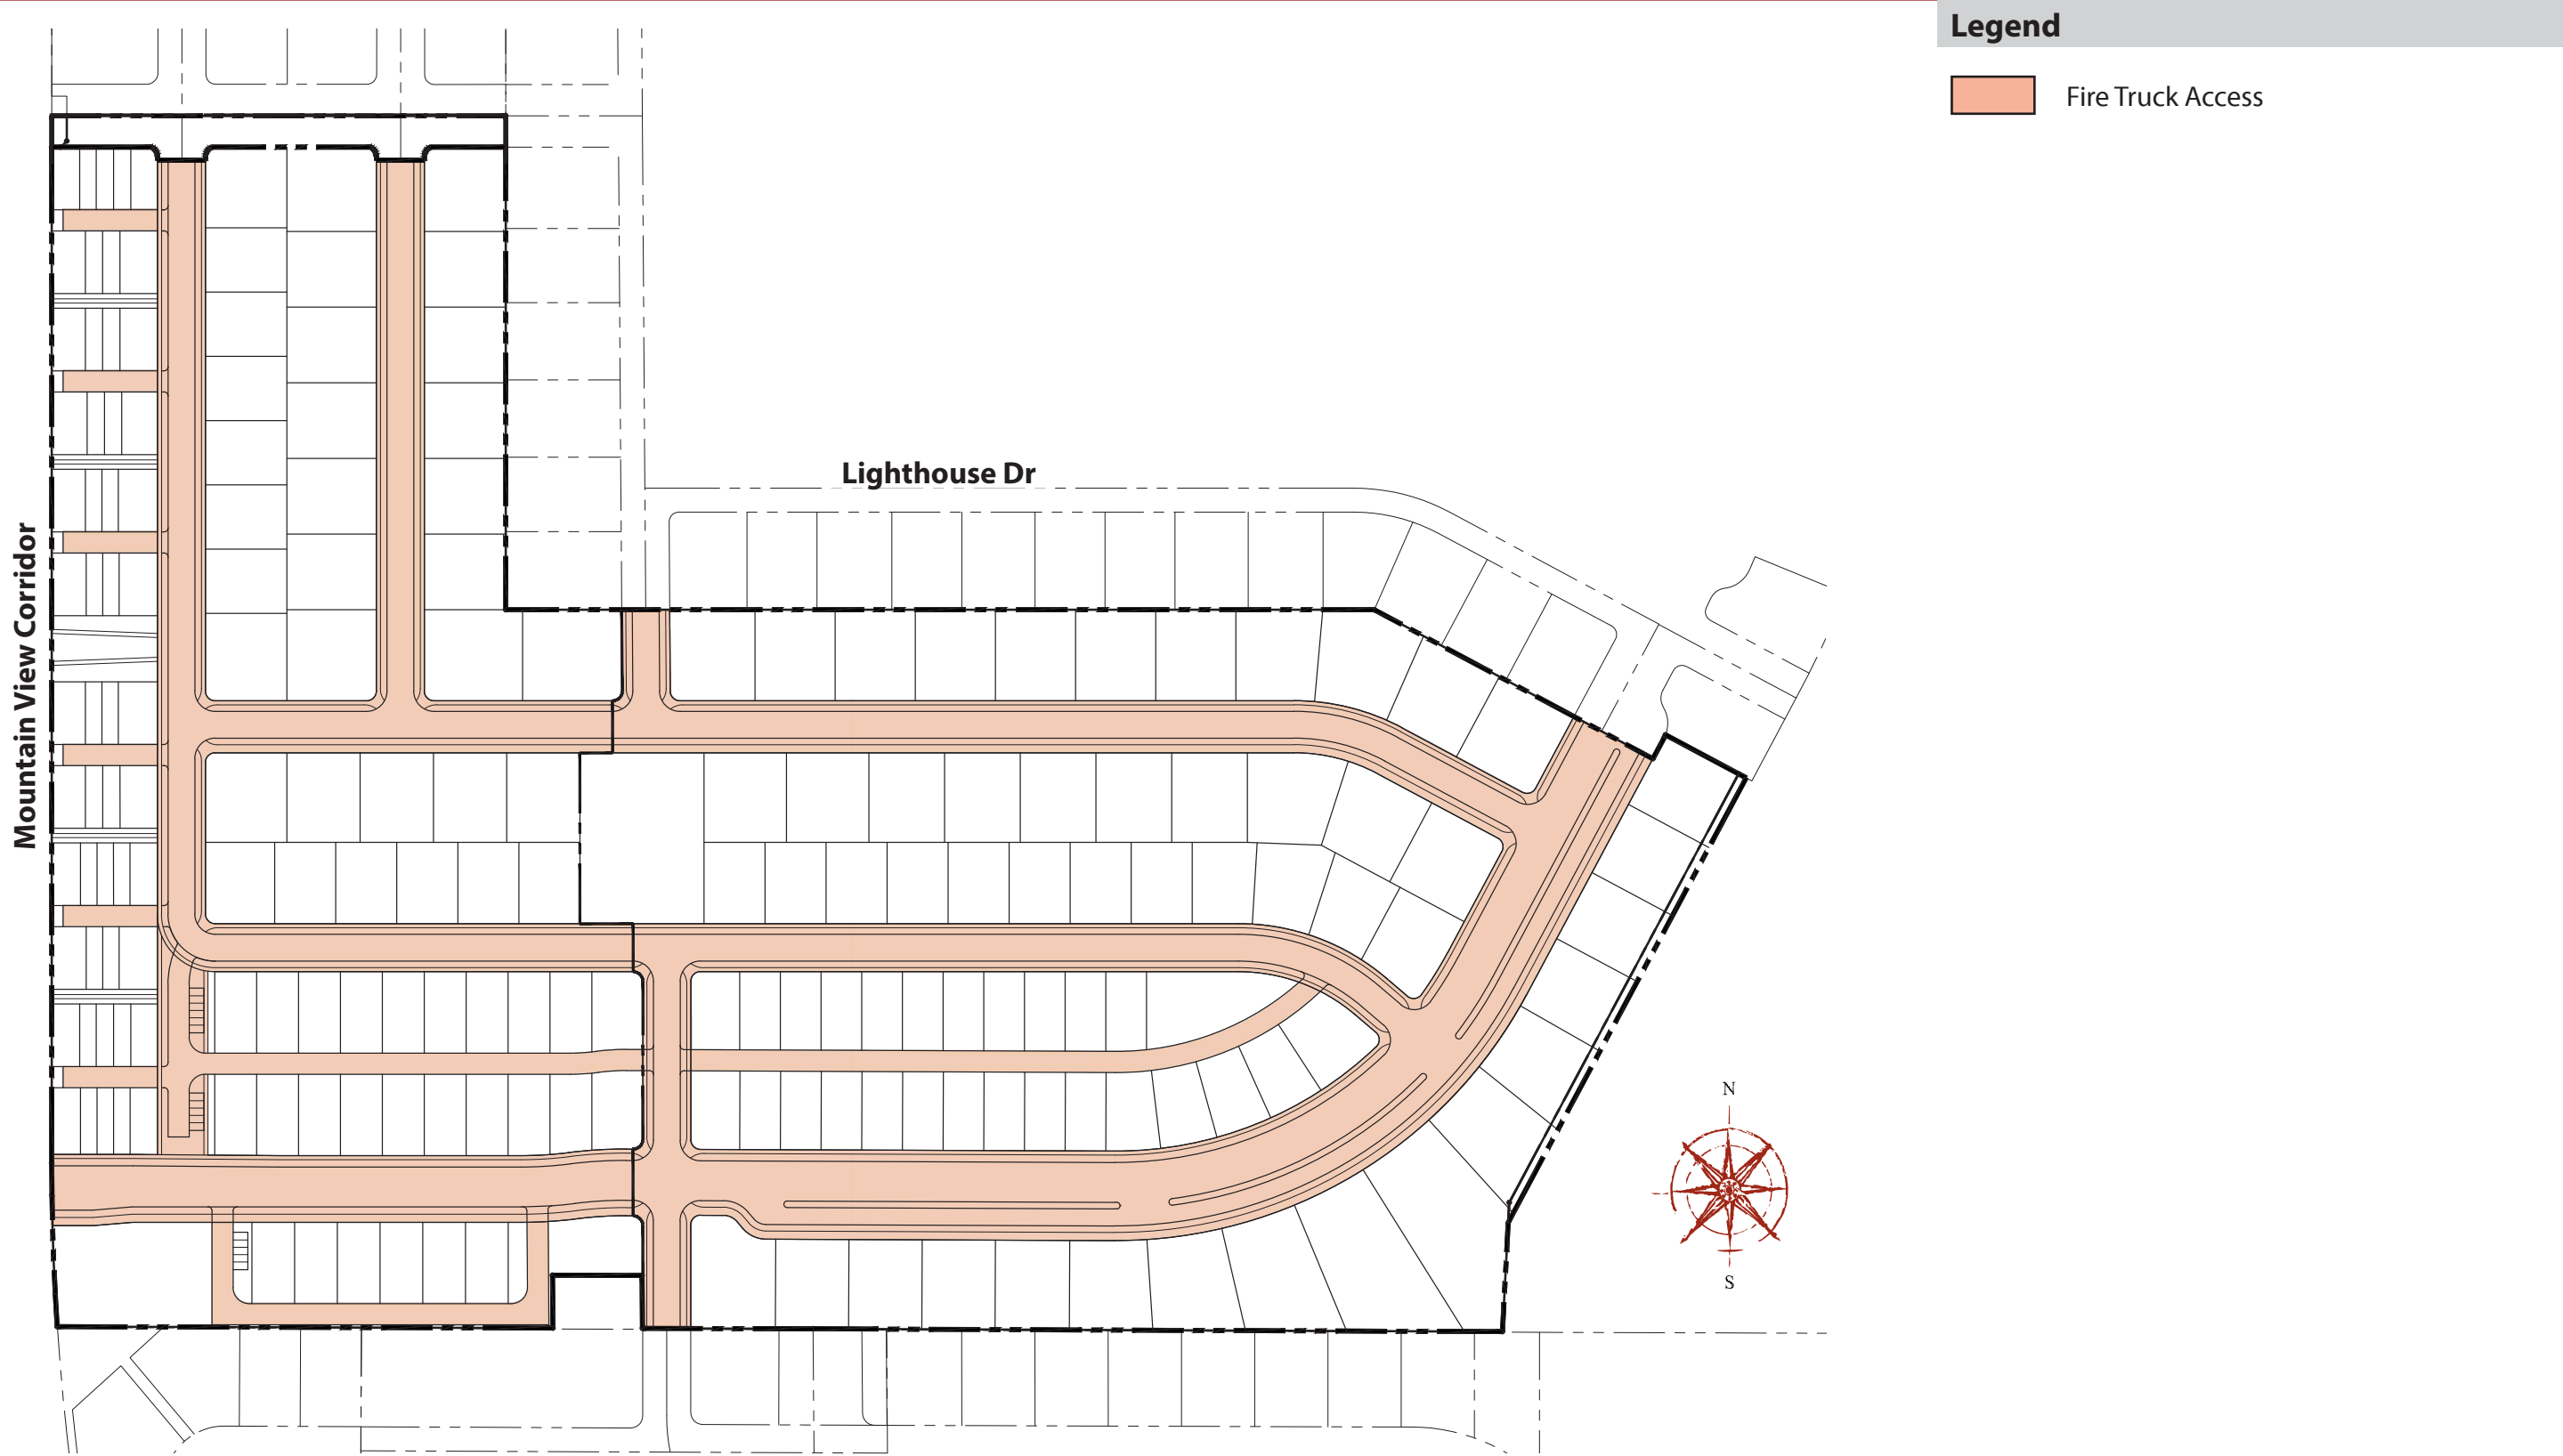 Legend
Fire Truck Access
Lighthouse Dr
Mountain View Corridor
N
S